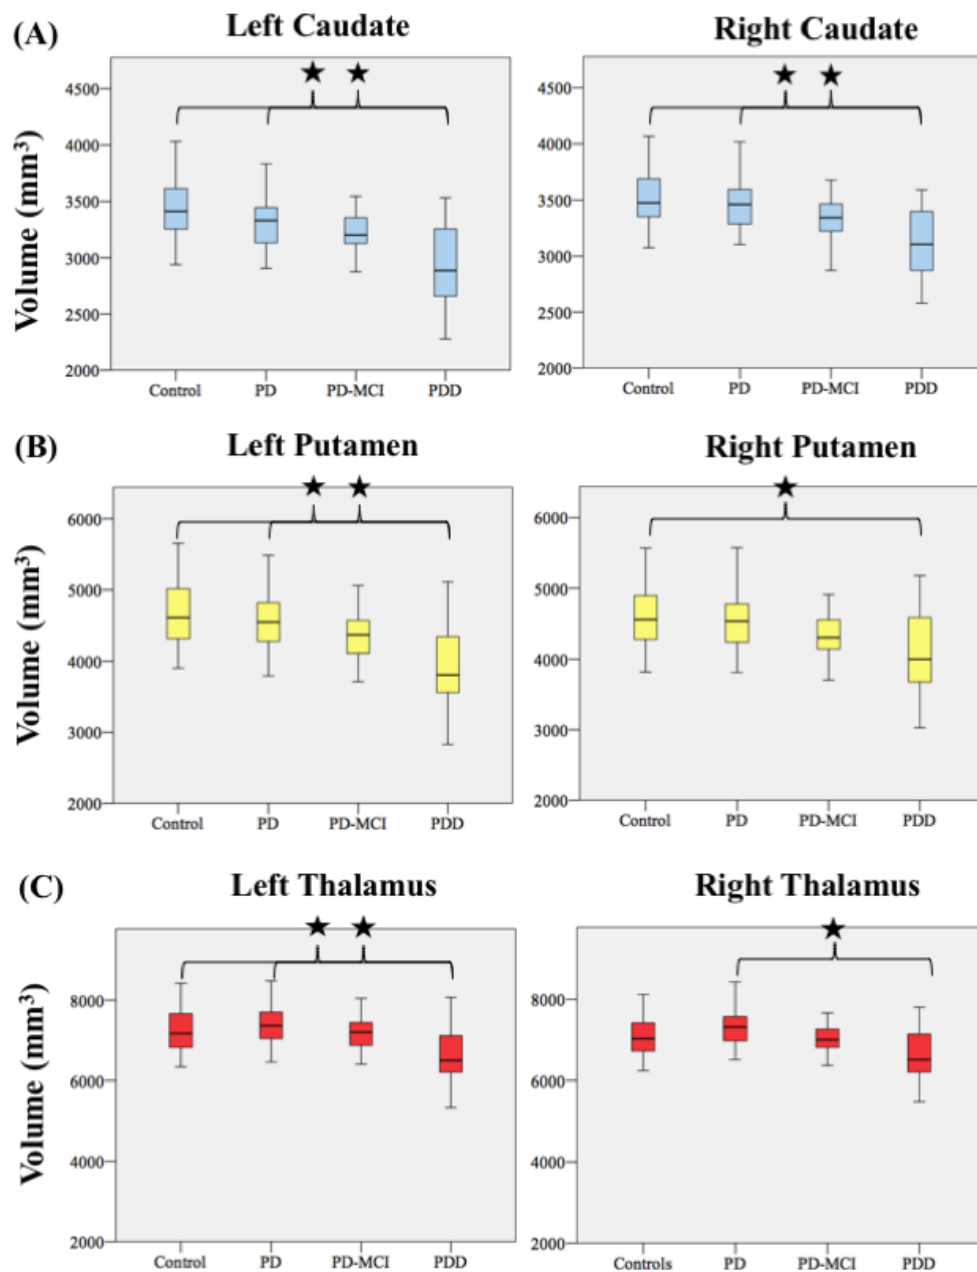 (A)
Left Caudate
Right Caudate
Volume (mm³)
4500
4000
3500
3000
2500
2000
Control PD PD-MCI PDD
4500
4000
3500
3000
2500
2000
Control PD PD-MCI PDD
(B)
Left Putamen
Right Putamen
Volume (mm³)
6000
5000
4000
3000
2000
Control PD PD-MCI PDD
6000
5000
4000
3000
2000
Control PD PD-MCI PDD
(C)
Left Thalamus
Right Thalamus
Volume (mm³)
8000
6000
4000
2000
Control PD PD-MCI PDD
8000
6000
4000
2000
Controls PD PD-MCI PDD